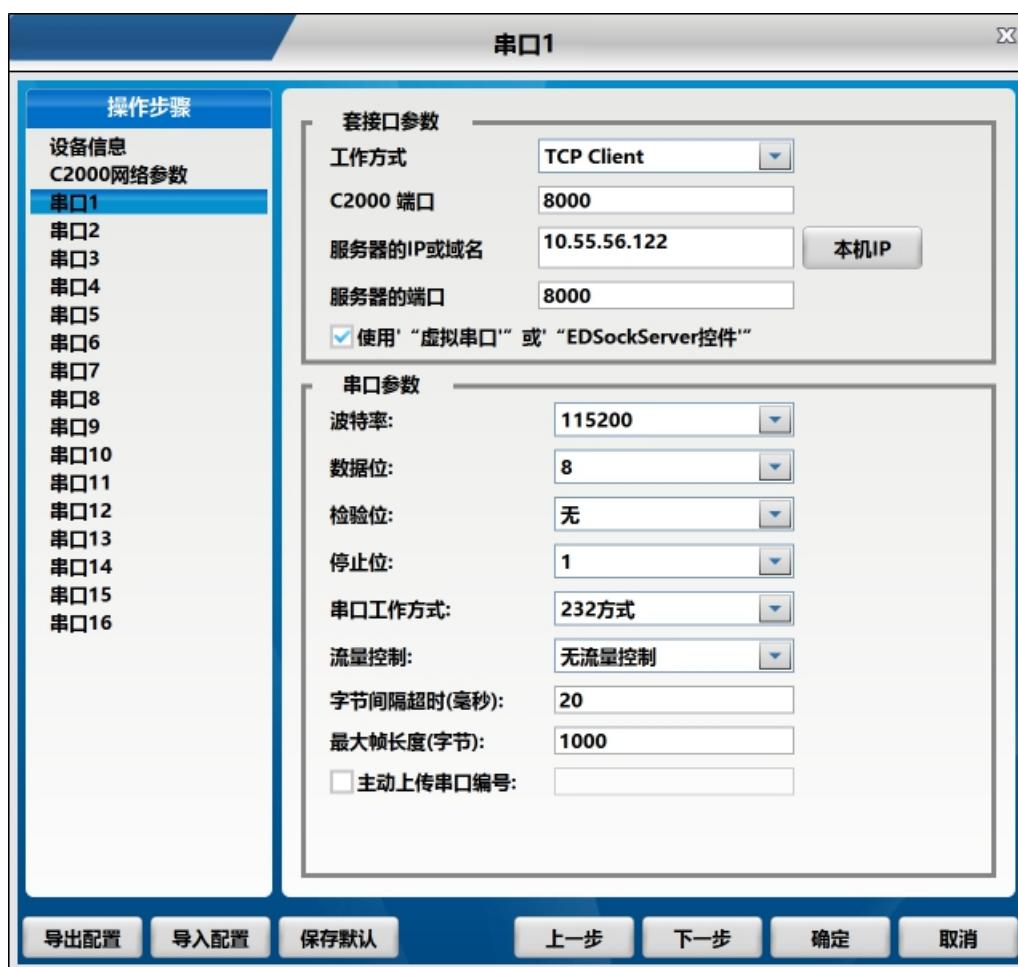 串口1
操作步骤
设备信息
C2000网络参数
串口1
串口2
串口3
串口4
串口5
串口6
串口7
串口8
串口9
串口10
串口11
串口12
串口13
串口14
串口15
串口16
套接口参数
工作方式 TCP Client
C2000 端口 8000
服务器的IP或域名 10.55.56.122 本机IP
服务器的端口 8000
使用'“虚拟串口'”或'“EDSockServer控件'”
串口参数
波特率: 115200
数据位: 8
检验位: 无
停止位: 1
串口工作方式: 232方式
流量控制: 无流量控制
字节间隔超时(毫秒): 20
最大帧长度(字节): 1000
主动上传串口编号:
导出配置 导入配置 保存默认 上一步 下一步 确定 取消